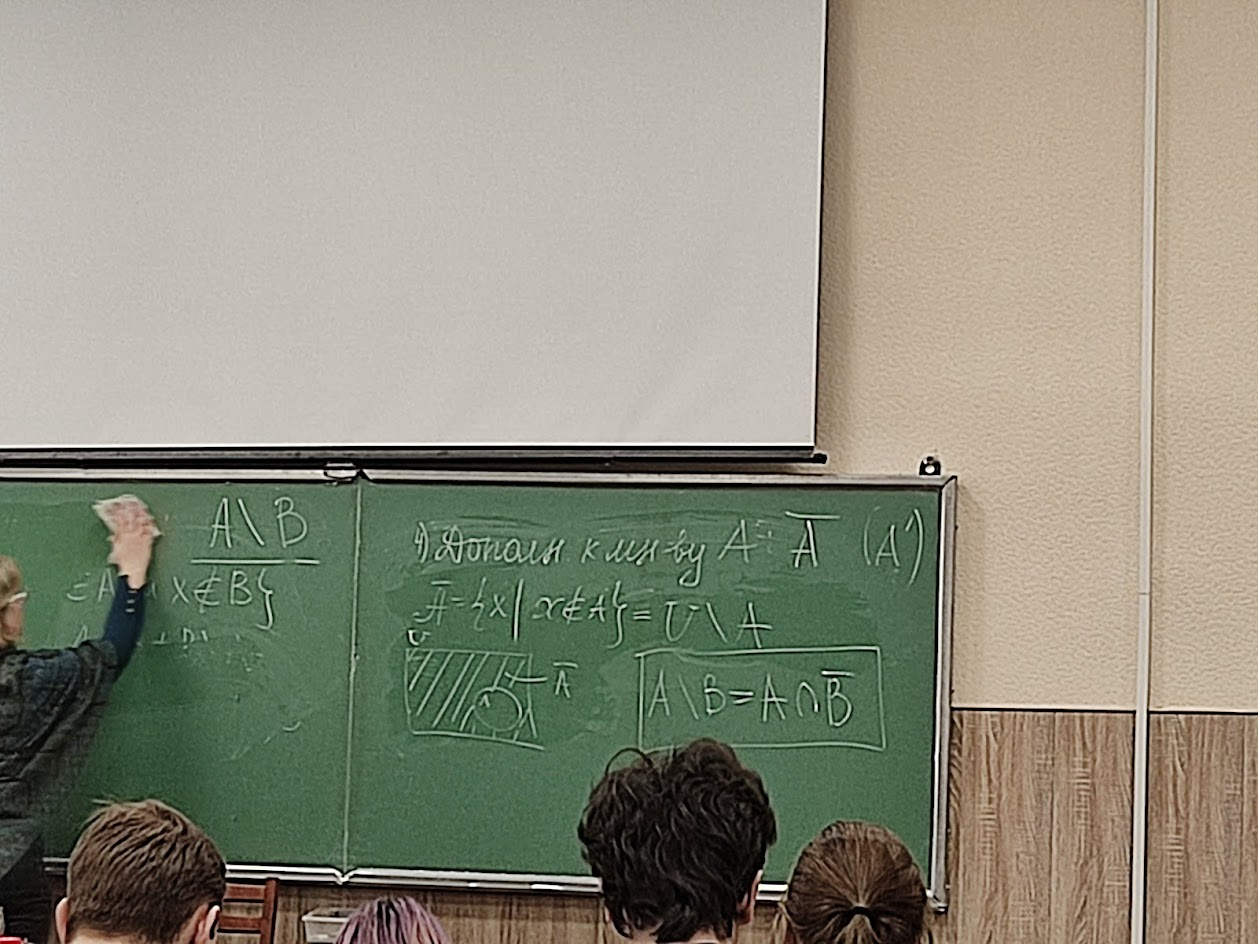 A\B
x ∉ B}
4) Дополн к мн-ву A : A̅ (A')
A̅ = {x | x ∉ A} = U\A
U
A̅
A
A\B = A∩B̅